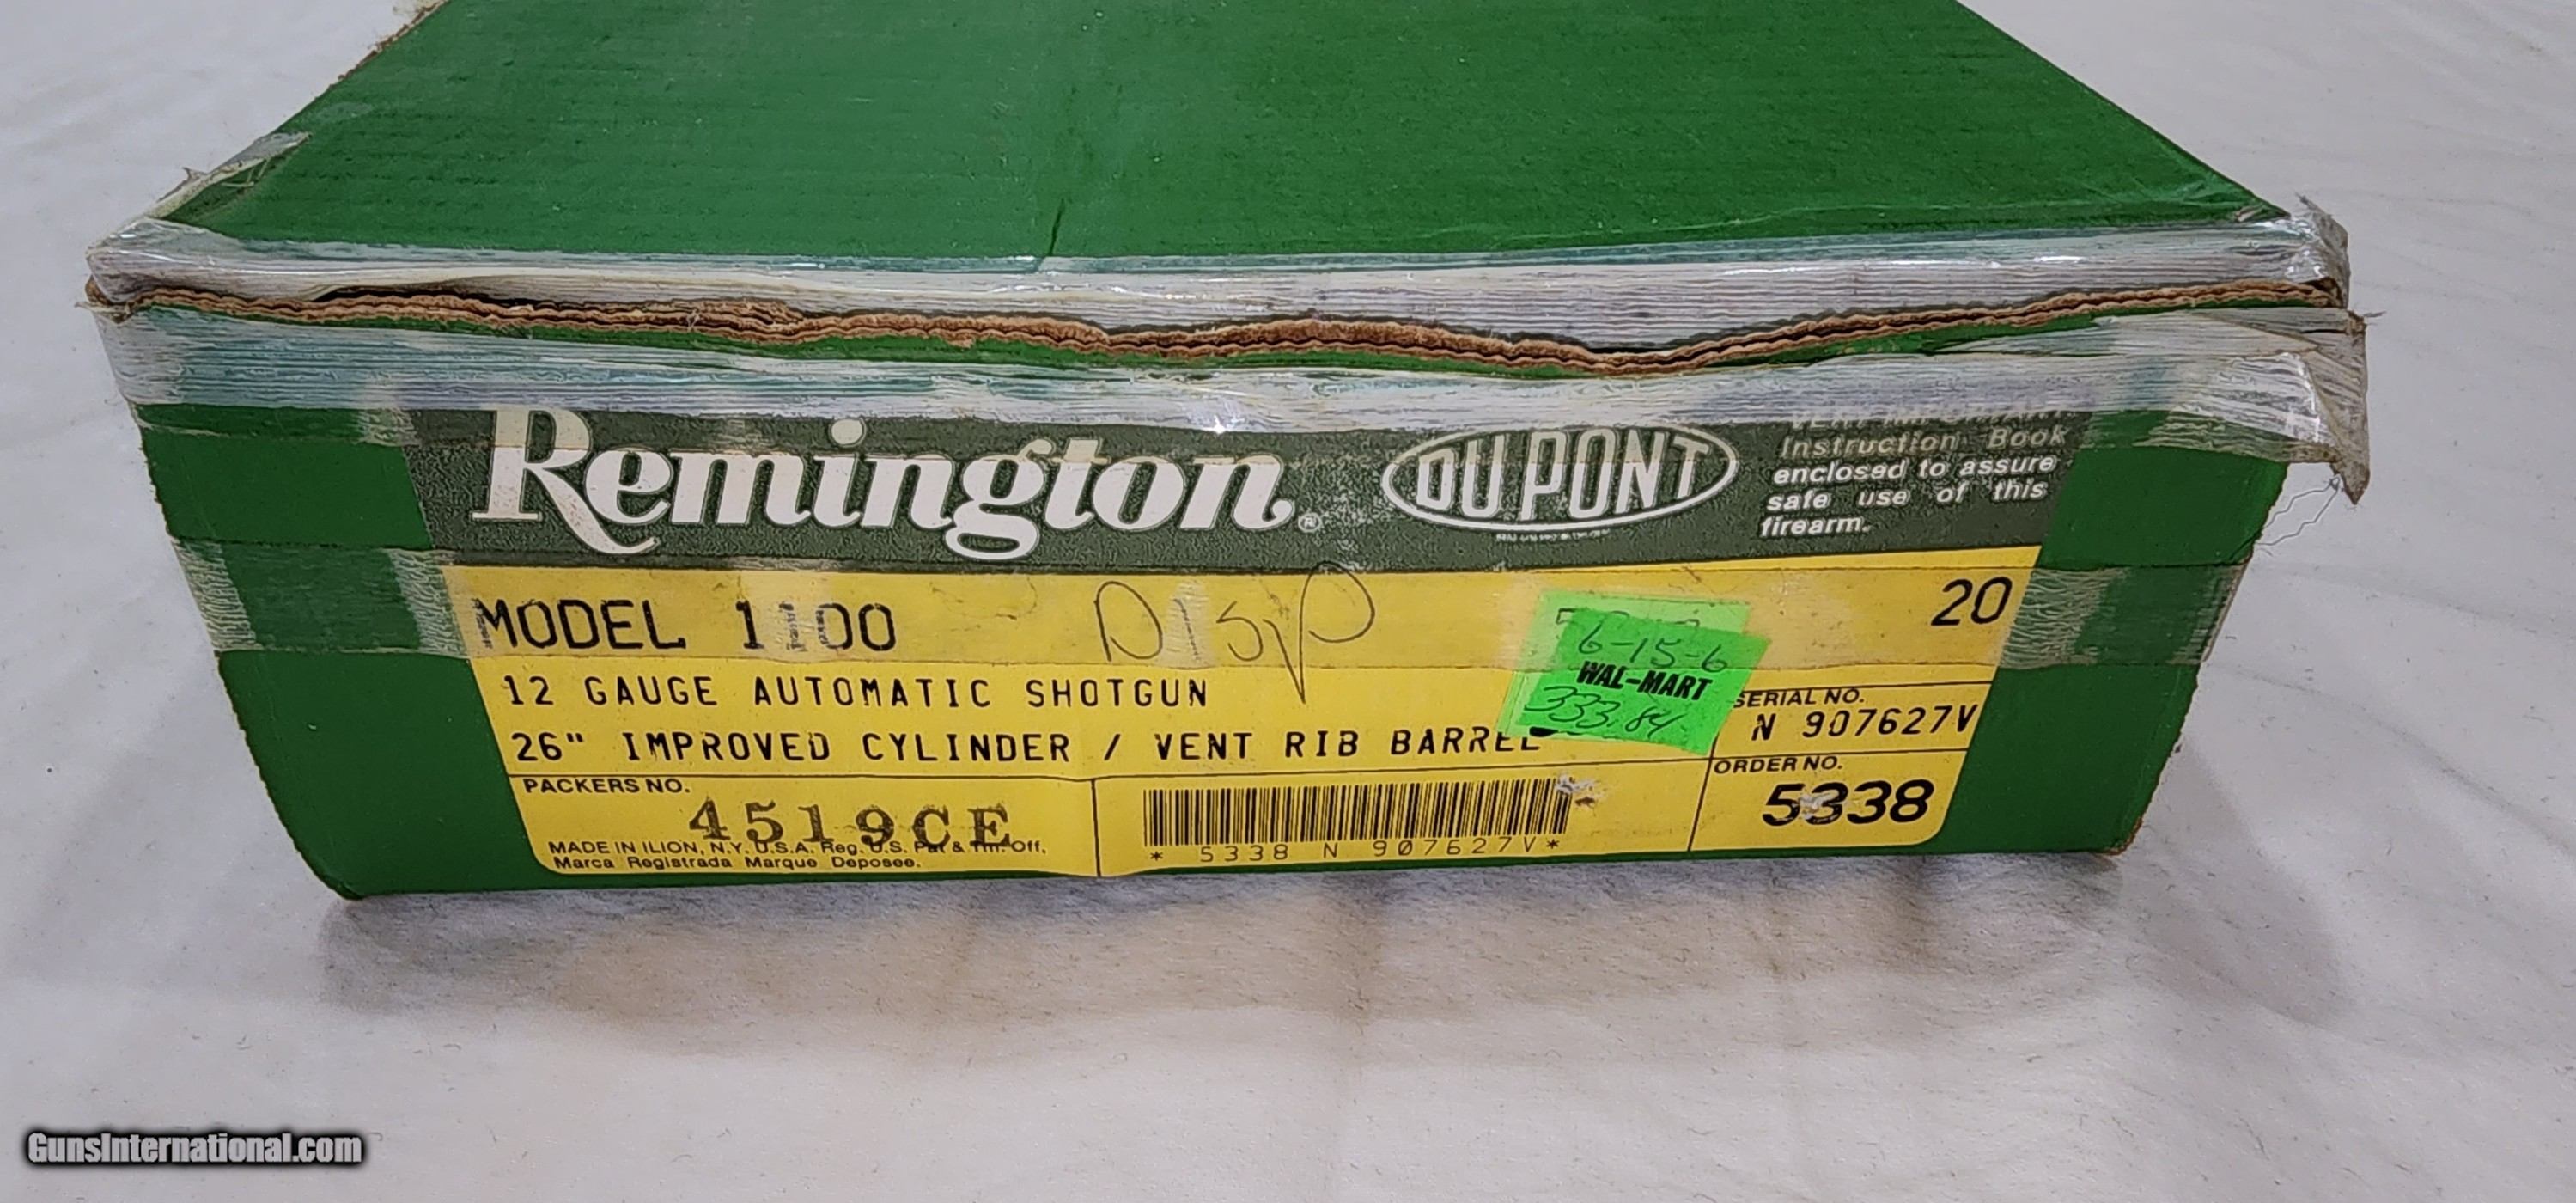 Remington®
DU PONT
Instruction Book
enclosed to assure
safe use of this
firearm.
MODEL 1100
Disp
20
6-15-6
WAL-MART
333.84
12 GAUGE AUTOMATIC SHOTGUN
26" IMPROVED CYLINDER / VENT RIB BARREL
SERIAL NO.
N 907627V
PACKERS NO.
4519CE
MADE IN ILION, N.Y. U.S.A. Reg. U.S. Pat & Tm. Off.
Marca Registrada Marque Deposee.
* 5338 N 907627V*
ORDER NO.
5338
GunsInternational.com